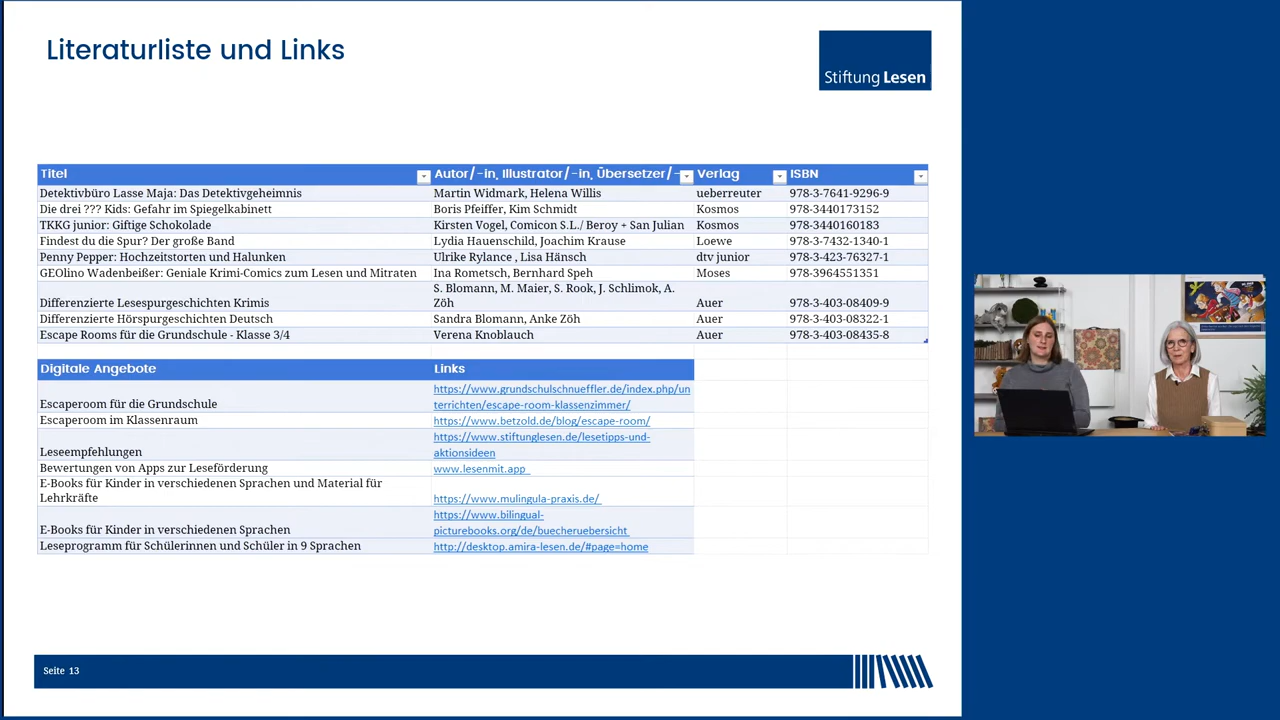 Literaturliste und Links
Stiftung Lesen
Titel Autor/-in, Illustrator/-in, Übersetzer/- Verlag ISBN
Detektivbüro Lasse Maja: Das Detektivgeheimnis Martin Widmark, Helena Willis ueberreuter 978-3-7641-9296-9
Die drei ??? Kids: Gefahr im Spiegelkabinett Boris Pfeiffer, Kim Schmidt Kosmos 978-3440173152
TKKG junior: Giftige Schokolade Kirsten Vogel, Comicon S.L./ Beroy + San Julian Kosmos 978-3440160183
Findest du die Spur? Der große Band Lydia Hauenschild, Joachim Krause Loewe 978-3-7432-1340-1
Penny Pepper: Hochzeitstorten und Halunken Ulrike Rylance , Lisa Hänsch dtv junior 978-3-423-76327-1
GEOlino Wadenbeißer: Geniale Krimi-Comics zum Lesen und Mitraten Ina Rometsch, Bernhard Speh Moses 978-3964551351
S. Blomann, M. Maier, S. Rook, J. Schlimok, A.
Differenzierte Lesespurgeschichten Krimis Zöh Auer 978-3-403-08409-9
Differenzierte Hörspurgeschichten Deutsch Sandra Blomann, Anke Zöh Auer 978-3-403-08322-1
Escape Rooms für die Grundschule - Klasse 3/4 Verena Knoblauch Auer 978-3-403-08435-8
Digitale Angebote Links
https://www.grundschulschnueffler.de/index.php/un
Escaperoom für die Grundschule terrichten/escape-room-klassenzimmer/
Escaperoom im Klassenraum https://www.betzold.de/blog/escape-room/
https://www.stiftunglesen.de/lesetipps-und-
Leseempfehlungen aktionsideen
Bewertungen von Apps zur Leseförderung www.lesenmit.app
E-Books für Kinder in verschiedenen Sprachen und Material für
Lehrkräfte https://www.mulingula-praxis.de/
https://www.bilingual-
E-Books für Kinder in verschiedenen Sprachen picturebooks.org/de/buecheruebersicht
Leseprogramm für Schülerinnen und Schüler in 9 Sprachen http://desktop.amira-lesen.de/#page=home
Seite 13